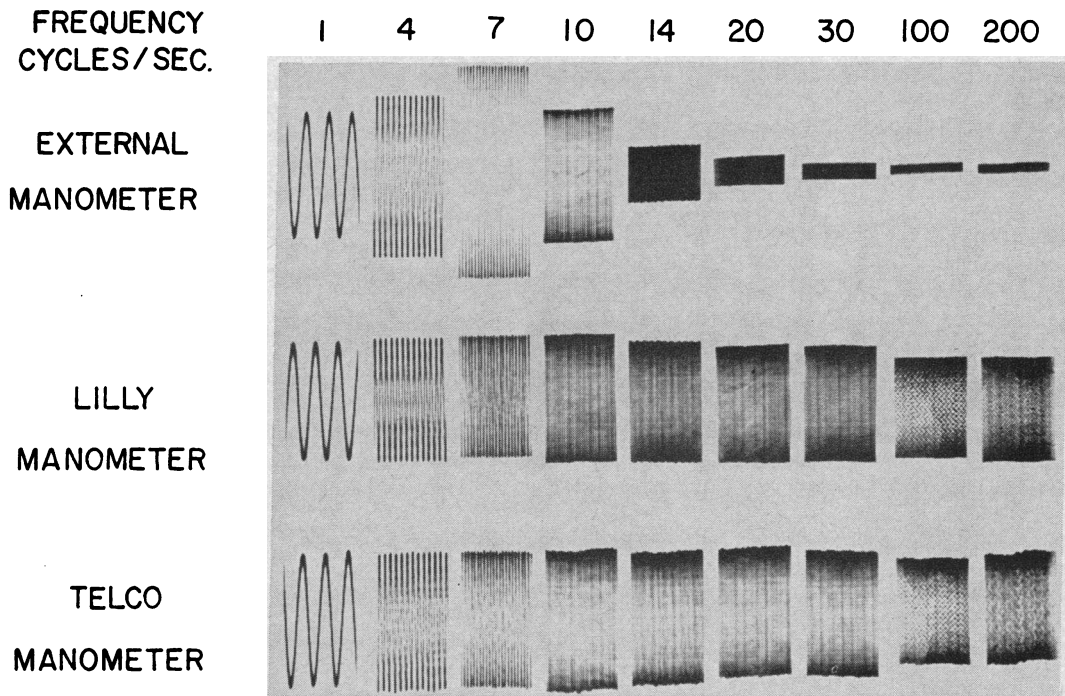 FREQUENCY
CYCLES/SEC.
1 4 7 10 14 20 30 100 200
EXTERNAL
MANOMETER
LILLY
MANOMETER
TELCO
MANOMETER